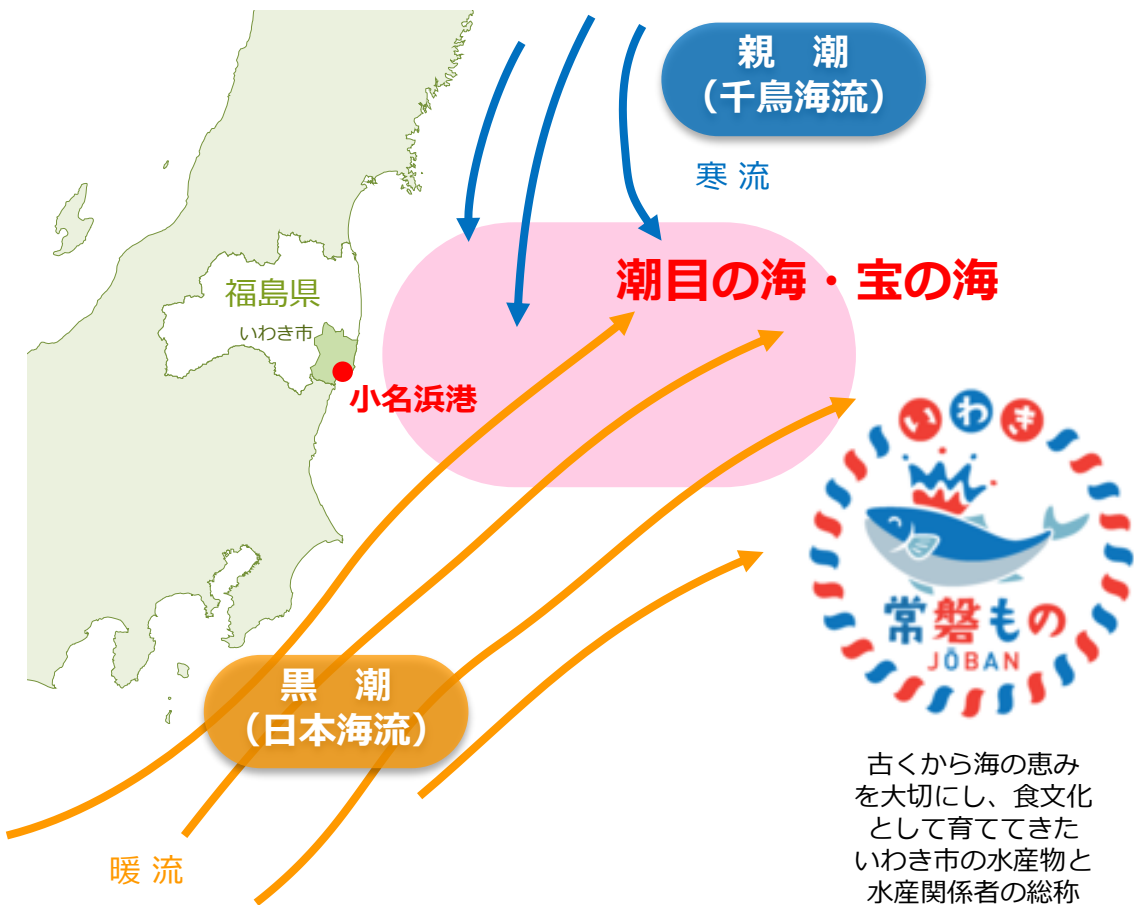 親 潮
（千鳥海流）
寒 流
潮目の海・宝の海
福島県
いわき市
小名浜港
いわき
常磐もの
JŌBAN
黒 潮
（日本海流）
暖 流
古くから海の恵み
を大切にし、食文化
として育ててきた
いわき市の水産物と
水産関係者の総称